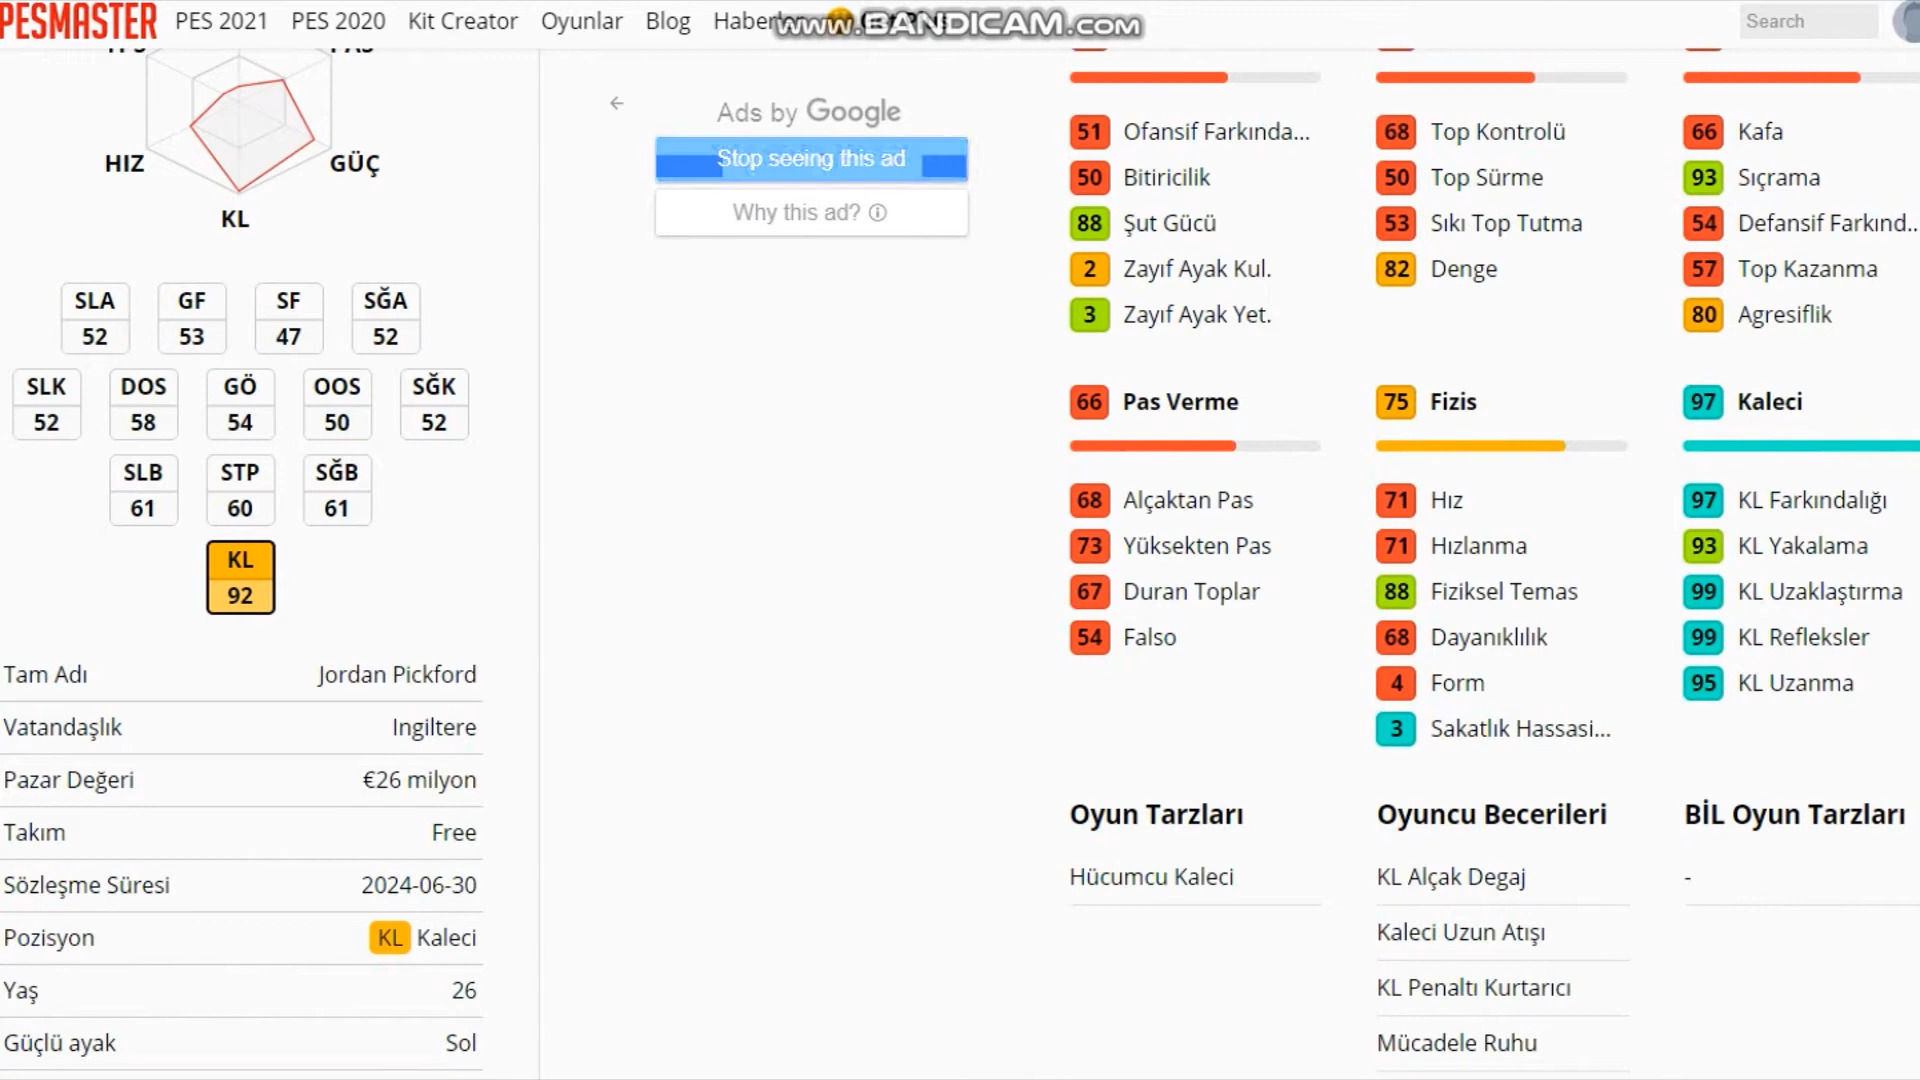 PESMASTER PES 2021 PES 2020 Kit Creator Oyunlar Blog Haberler www.BANDICAM.com Search
HIZ
GÜÇ
KL
SLA GF SF SĞA
52 53 47 52
SLK DOS GÖ OOS SĞK
52 58 54 50 52
SLB STP SĞB
61 60 61
KL
92
Tam Adı Jordan Pickford
Vatandaşlık Ingiltere
Pazar Değeri €26 milyon
Takım Free
Sözleşme Süresi 2024-06-30
Pozisyon KL Kaleci
Yaş 26
Güçlü ayak Sol
Ads by Google
Stop seeing this ad
Why this ad?
51 Ofansif Farkında...
50 Bitiricilik
88 Şut Gücü
2 Zayıf Ayak Kul.
3 Zayıf Ayak Yet.
68 Top Kontrolü
50 Top Sürme
53 Sıkı Top Tutma
82 Denge
66 Kafa
93 Sıçrama
54 Defansif Farkınd..
57 Top Kazanma
80 Agresiflik
66 Pas Verme
68 Alçaktan Pas
73 Yüksekten Pas
67 Duran Toplar
54 Falso
75 Fizis
71 Hız
71 Hızlanma
88 Fiziksel Temas
68 Dayanıklılık
4 Form
3 Sakatlık Hassasi...
97 Kaleci
97 KL Farkındalığı
93 KL Yakalama
99 KL Uzaklaştırma
99 KL Refleksler
95 KL Uzanma
Oyun Tarzları
Hücumcu Kaleci
Oyuncu Becerileri
KL Alçak Degaj
Kaleci Uzun Atışı
KL Penaltı Kurtarıcı
Mücadele Ruhu
BİL Oyun Tarzları
-